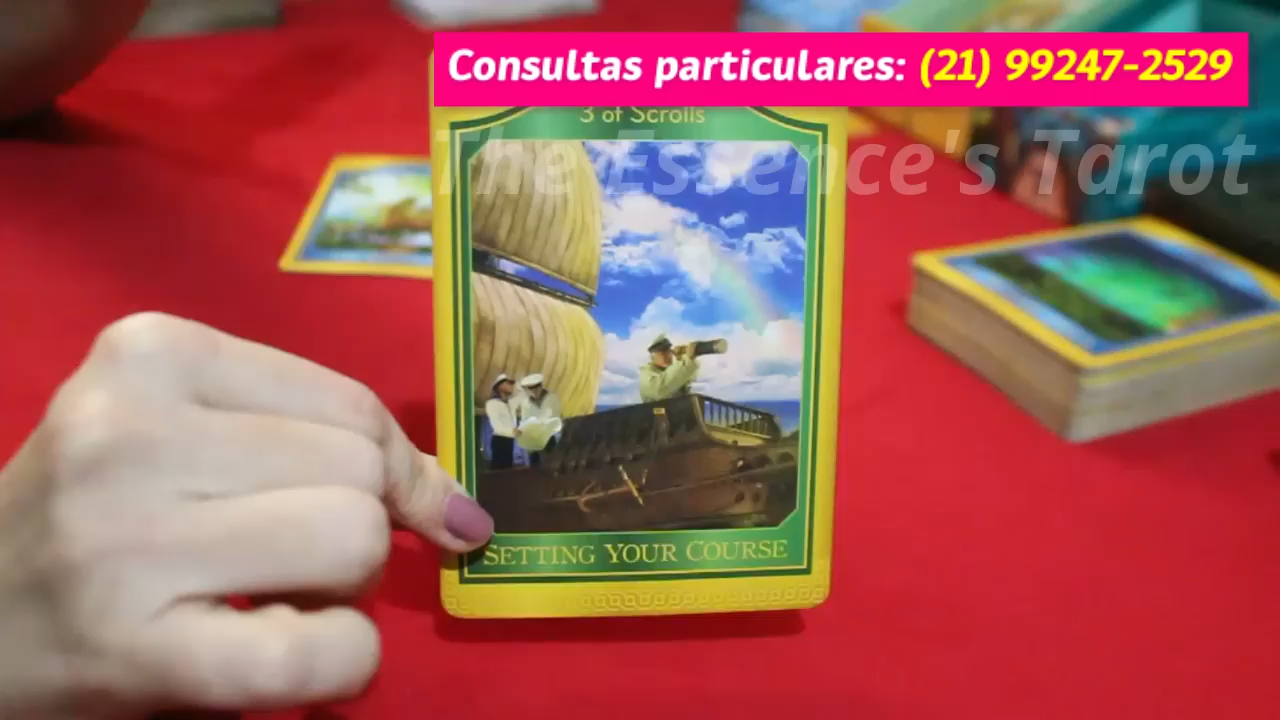 Consultas particulares: (21) 99247-2529
3 of Scrolls
The Essence's Tarot
SETTING YOUR COURSE